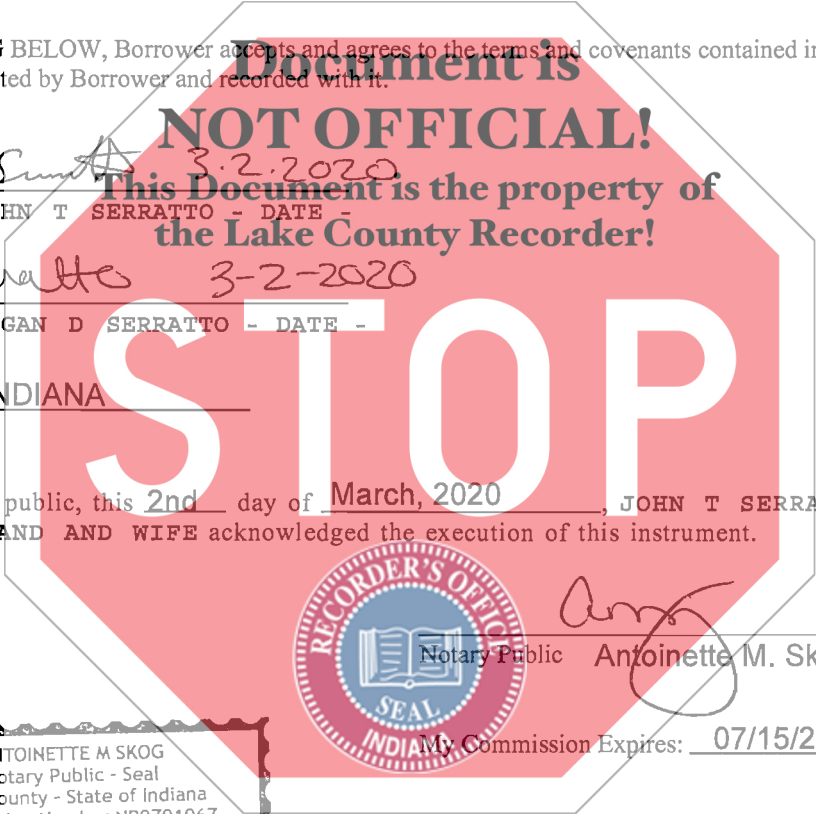 BELOW, Borrower accepts and agrees to the terms and covenants contained in
ted by Borrower and recorded with it.
Document is
NOT OFFICIAL!
This Document is the property of
the Lake County Recorder!
3.2.2020
HN T SERRATTO - DATE -
3-2-2020
GAN D SERRATTO - DATE -
STOP
NDIANA
public, this 2nd day of March, 2020, JOHN T SERRA
AND AND WIFE acknowledged the execution of this instrument.
RECORDER'S OFFICE
SEAL
INDIANA
Notary Public Antoinette M. Sk
My Commission Expires: 07/15/2
TOINETTE M SKOG
otary Public - Seal
ounty - State of Indiana